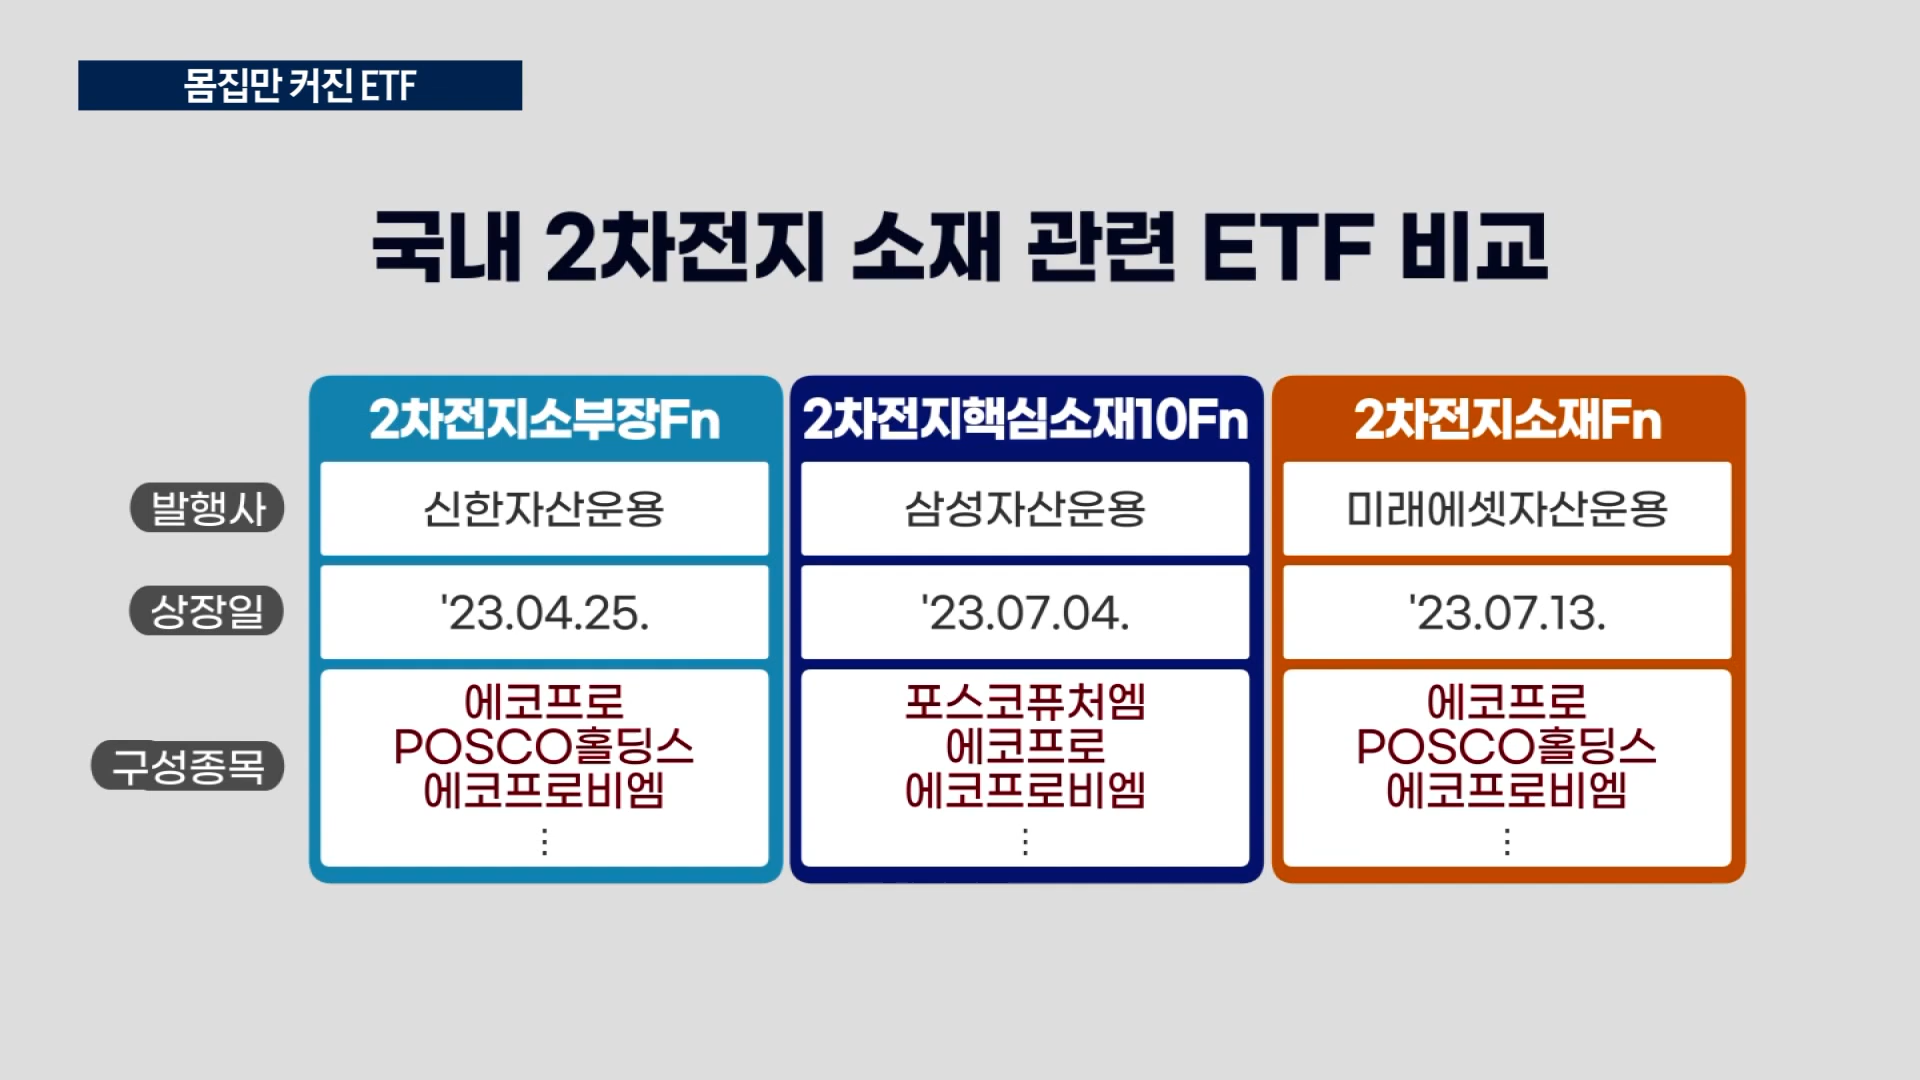 몸집만 커진 ETF
국내 2차전지 소재 관련 ETF 비교
2차전지소부장Fn 2차전지핵심소재10Fn 2차전지소재Fn
발행사 신한자산운용 삼성자산운용 미래에셋자산운용
상장일 '23.04.25. '23.07.04. '23.07.13.
구성종목
에코프로
POSCO홀딩스
에코프로비엠
⋮
포스코퓨처엠
에코프로
에코프로비엠
⋮
에코프로
POSCO홀딩스
에코프로비엠
⋮